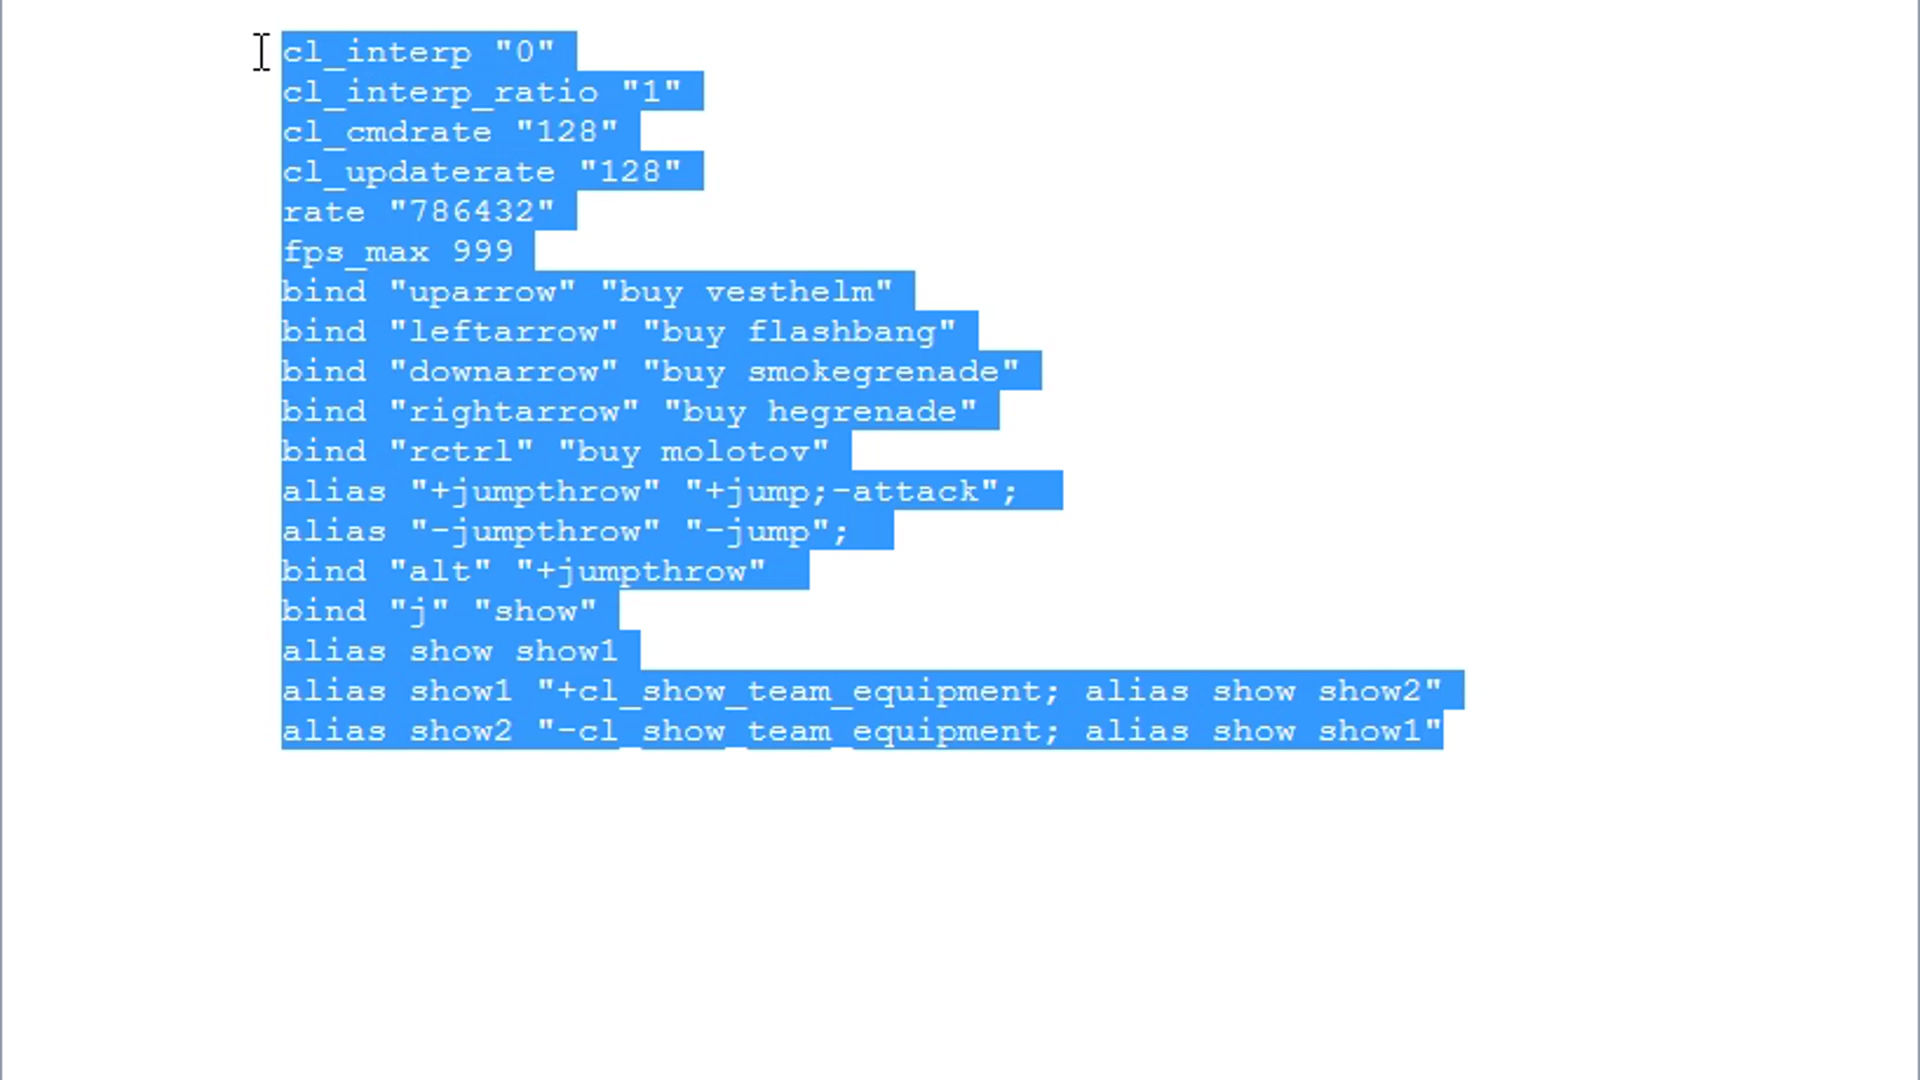 cl_interp "0"
cl_interp_ratio "1"
cl_cmdrate "128"
cl_updaterate "128"
rate "786432"
fps_max 999
bind "uparrow" "buy vesthelm"
bind "leftarrow" "buy flashbang"
bind "downarrow" "buy smokegrenade"
bind "rightarrow" "buy hegrenade"
bind "rctrl" "buy molotov"
alias "+jumpthrow" "+jump;-attack";
alias "-jumpthrow" "-jump";
bind "alt" "+jumpthrow"
bind "j" "show"
alias show show1
alias show1 "+cl_show_team_equipment; alias show show2"
alias show2 "-cl_show_team_equipment; alias show show1"